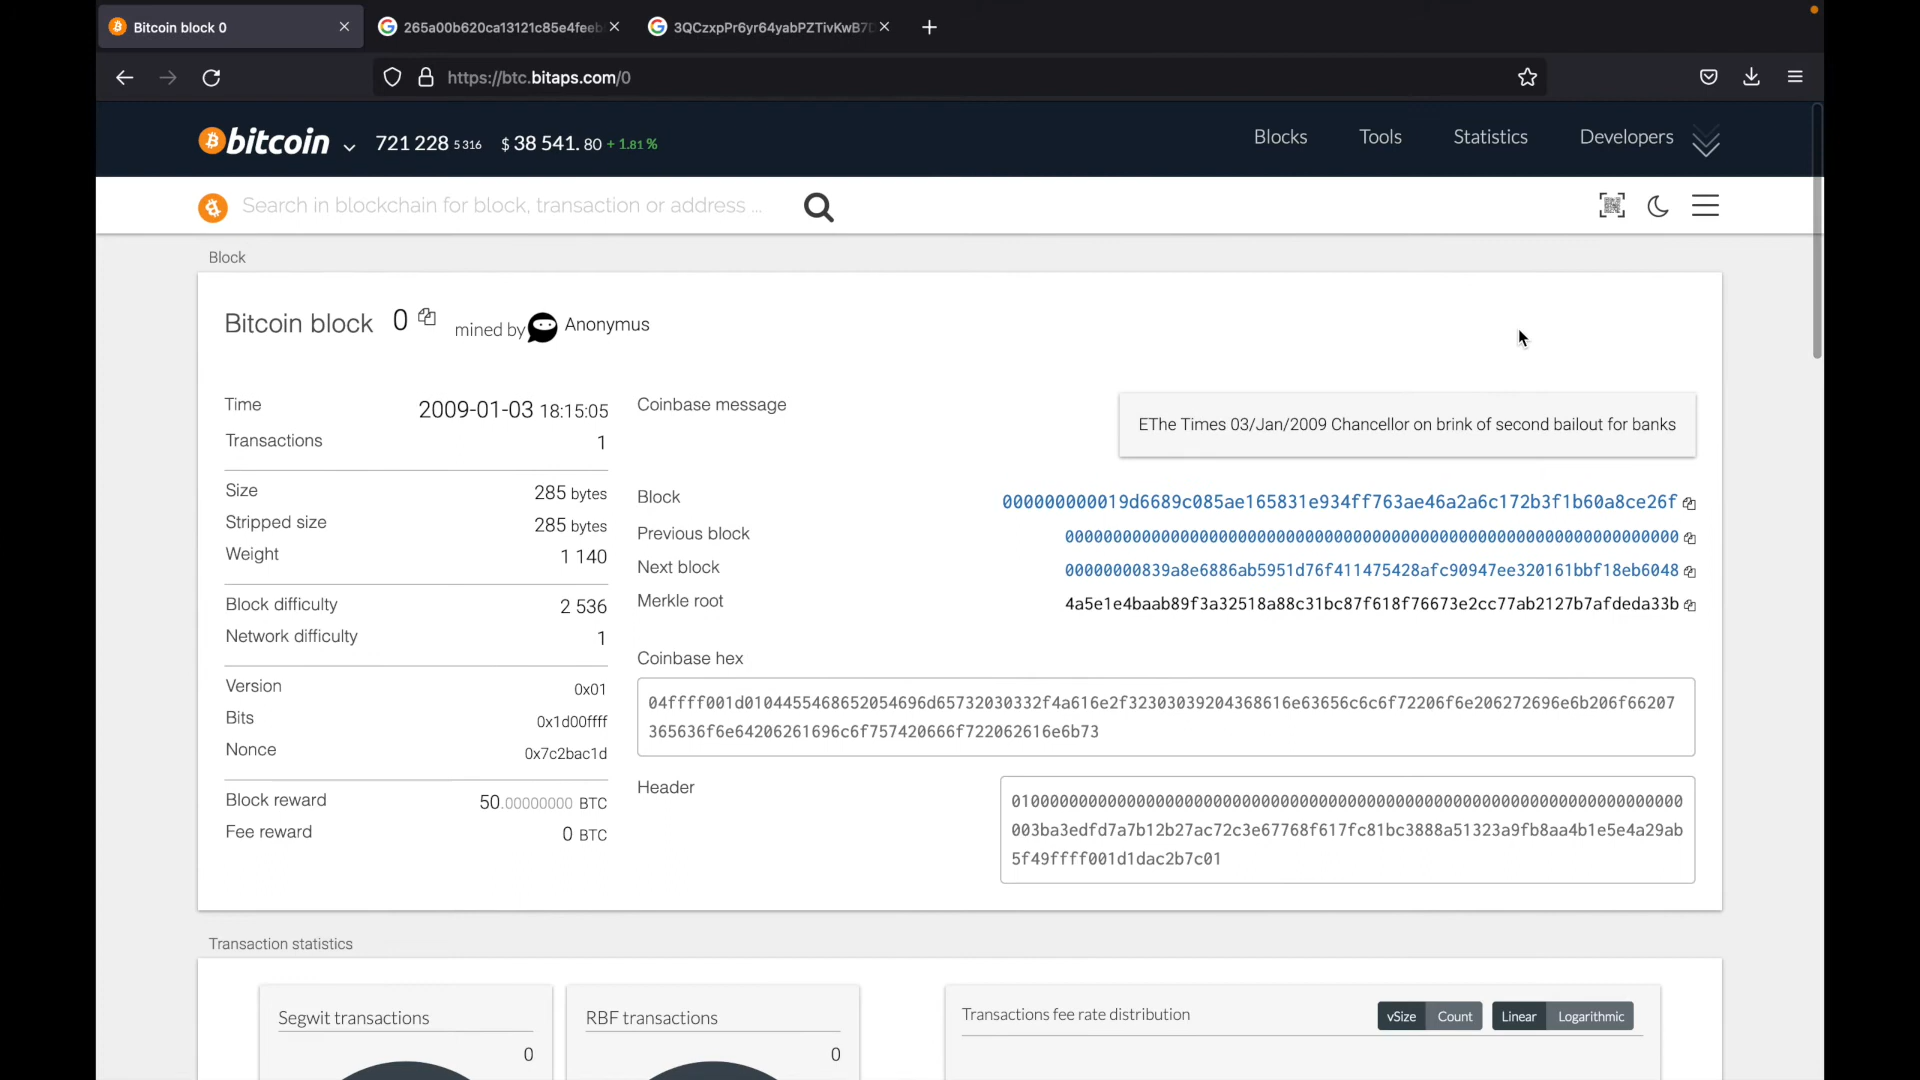 Bitcoin block 0
265a00b620ca13121c85e4feeb
3QCzxpPr6yr64yabPZTivKwB7D
https://btc.bitaps.com/0
bitcoin 721 228 5 316 $ 38 541. 80 + 1.81 %
Blocks Tools Statistics Developers
Search in blockchain for block, transaction or address ...
Block
Bitcoin block 0 mined by Anonymus
Time 2009-01-03 18:15:05
Transactions 1
Size 285 bytes
Stripped size 285 bytes
Weight 1 140
Block difficulty 2 536
Network difficulty 1
Version 0x01
Bits 0x1d00ffff
Nonce 0x7c2bac1d
Block reward 50.00000000 BTC
Fee reward 0 BTC
Coinbase message
EThe Times 03/Jan/2009 Chancellor on brink of second bailout for banks
Block 000000000019d6689c085ae165831e934ff763ae46a2a6c172b3f1b60a8ce26f
Previous block 0000000000000000000000000000000000000000000000000000000000000000
Next block 00000000839a8e6886ab5951d76f411475428afc90947ee320161bbf18eb6048
Merkle root 4a5e1e4baab89f3a32518a88c31bc87f618f76673e2cc77ab2127b7afdeda33b
Coinbase hex
04ffff001d0104455468652054696d65732030332f4a616e2f32303039204368616e63656c6c6f72206f6e206272696e6b206f66207
365636f6e64206261696c6f757420666f722062616e6b73
Header
0100000000000000000000000000000000000000000000000000000000000000000000
003ba3edfd7a7b12b27ac72c3e67768f617fc81bc3888a51323a9fb8aa4b1e5e4a29ab
5f49ffff001d1dac2b7c01
Transaction statistics
Segwit transactions
0
RBF transactions
0
Transactions fee rate distribution
vSize Count Linear Logarithmic